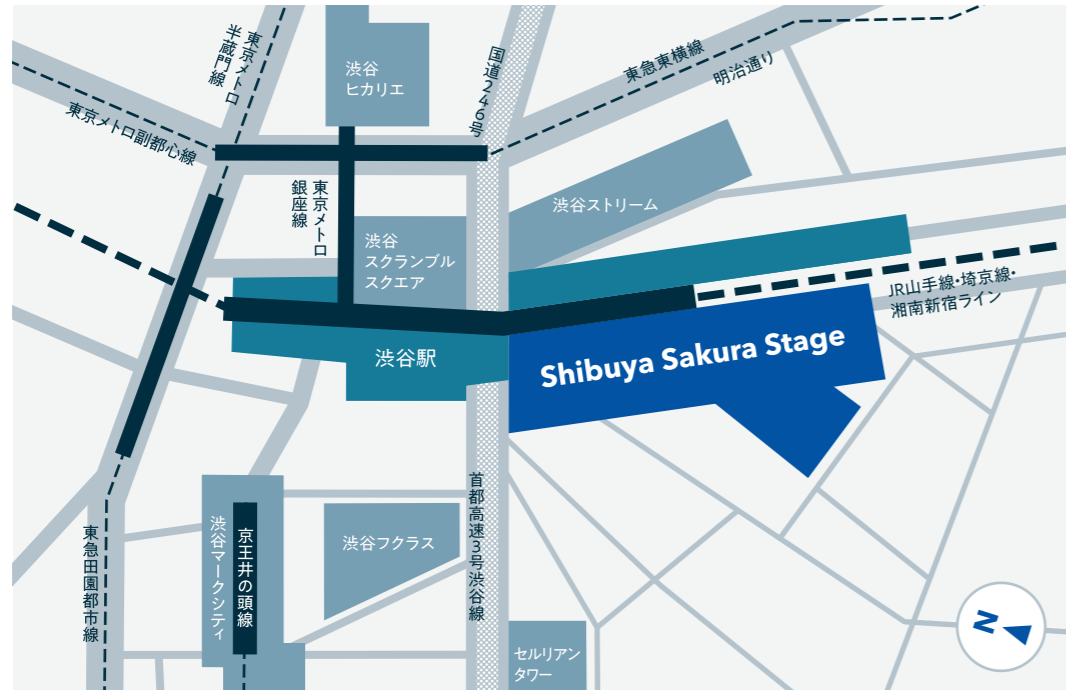 東京メトロ
半蔵門線
渋谷
ヒカリエ
国道246号
東急東横線
明治通り
東京メトロ副都心線
東京メトロ
銀座線
渋谷
スクランブル
スクエア
渋谷ストリーム
JR山手線・埼京線・
湘南新宿ライン
渋谷駅
Shibuya Sakura Stage
首都高速3号渋谷線
東急田園都市線
渋谷マークシティ
京王井の頭線
渋谷フクラス
セルリアン
タワー
N